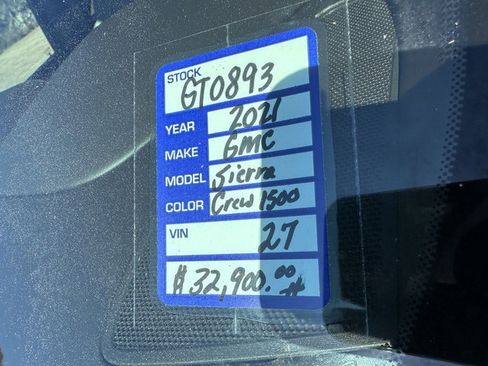 STOCK GT0893
YEAR 2021
MAKE GMC
MODEL Sierra
COLOR Crew 1500
VIN 27
$32,900.00